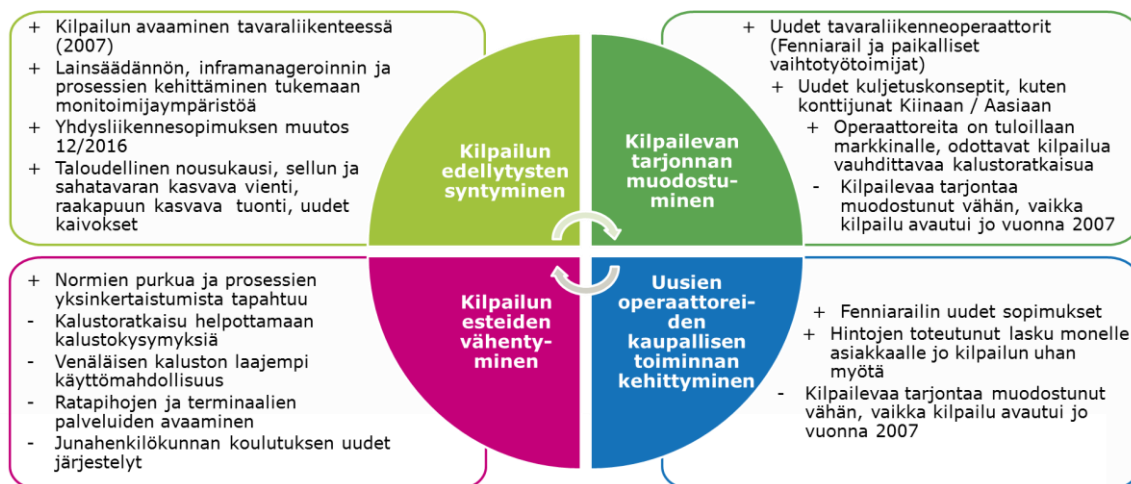 + Kilpailun avaaminen tavaraliikenteessä
(2007)
+ Lainsäädännön, inframanageroinnin ja
prosessien kehittäminen tukemaan
monitoimijaympäristöä
+ Yhdysliikennesopimuksen muutos
12/2016
+ Taloudellinen nousukausi, sellun ja
sahatavaran kasvava vienti,
raakapuun kasvava tuonti, uudet
kaivokset
Kilpailun
edellytysten
syntyminen
Kilpailevan
tarjonnan
muodostu-
minen
+ Uudet tavaraliikenneoperaattorit
(Fenniarail ja paikalliset
vaihtotyötoimijat)
+ Uudet kuljetuskonseptit, kuten
konttijunat Kiinaan / Aasiaan
+ Operaattoreita on tuloillaan
markkinalle, odottavat kilpailua
vauhdittavaa kalustoratkaisua
- Kilpailevaa tarjontaa
muodostunut vähän, vaikka
kilpailu avautui jo vuonna 2007
+ Normien purkua ja prosessien
yksinkertaistumista tapahtuu
- Kalustoratkaisu helpottamaan
kalustokysymyksiä
- Venäläisen kaluston laajempi
käyttömahdollisuus
- Ratapihojen ja terminaalien
palveluiden avaaminen
- Junahenkilökunnan koulutuksen uudet
järjestelyt
Kilpailun
esteiden
vähenty-
minen
Uusien
operaattorei-
den
kaupallisen
toiminnan
kehittyminen
+ Fenniarailin uudet sopimukset
+ Hintojen toteutunut lasku monelle
asiakkaalle jo kilpailun uhan
myötä
- Kilpailevaa tarjontaa muodostunut
vähän, vaikka kilpailu avautui jo
vuonna 2007